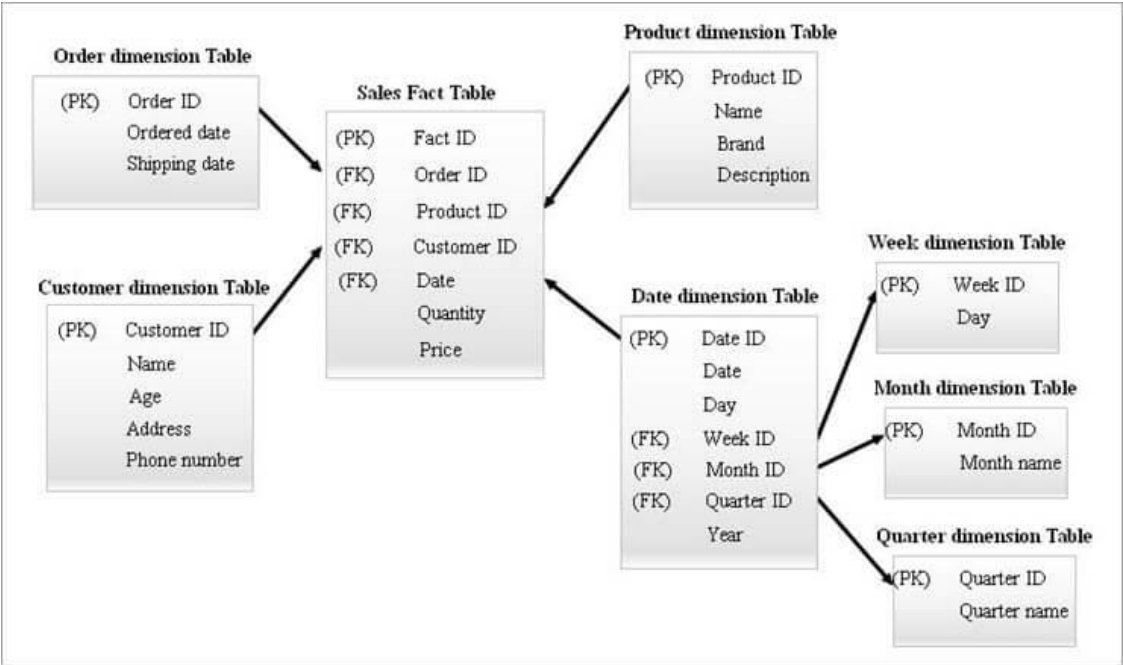 Order dimension Table
(PK) Order ID
Ordered date
Shipping date
Customer dimension Table
(PK) Customer ID
Name
Age
Address
Phone number
Sales Fact Table
(PK) Fact ID
(FK) Order ID
(FK) Product ID
(FK) Customer ID
(FK) Date
Quantity
Price
Product dimension Table
(PK) Product ID
Name
Brand
Description
Date dimension Table
(PK) Date ID
Date
Day
(FK) Week ID
(FK) Month ID
(FK) Quarter ID
Year
Week dimension Table
(PK) Week ID
Day
Month dimension Table
(PK) Month ID
Month name
Quarter dimension Table
(PK) Quarter ID
Quarter name